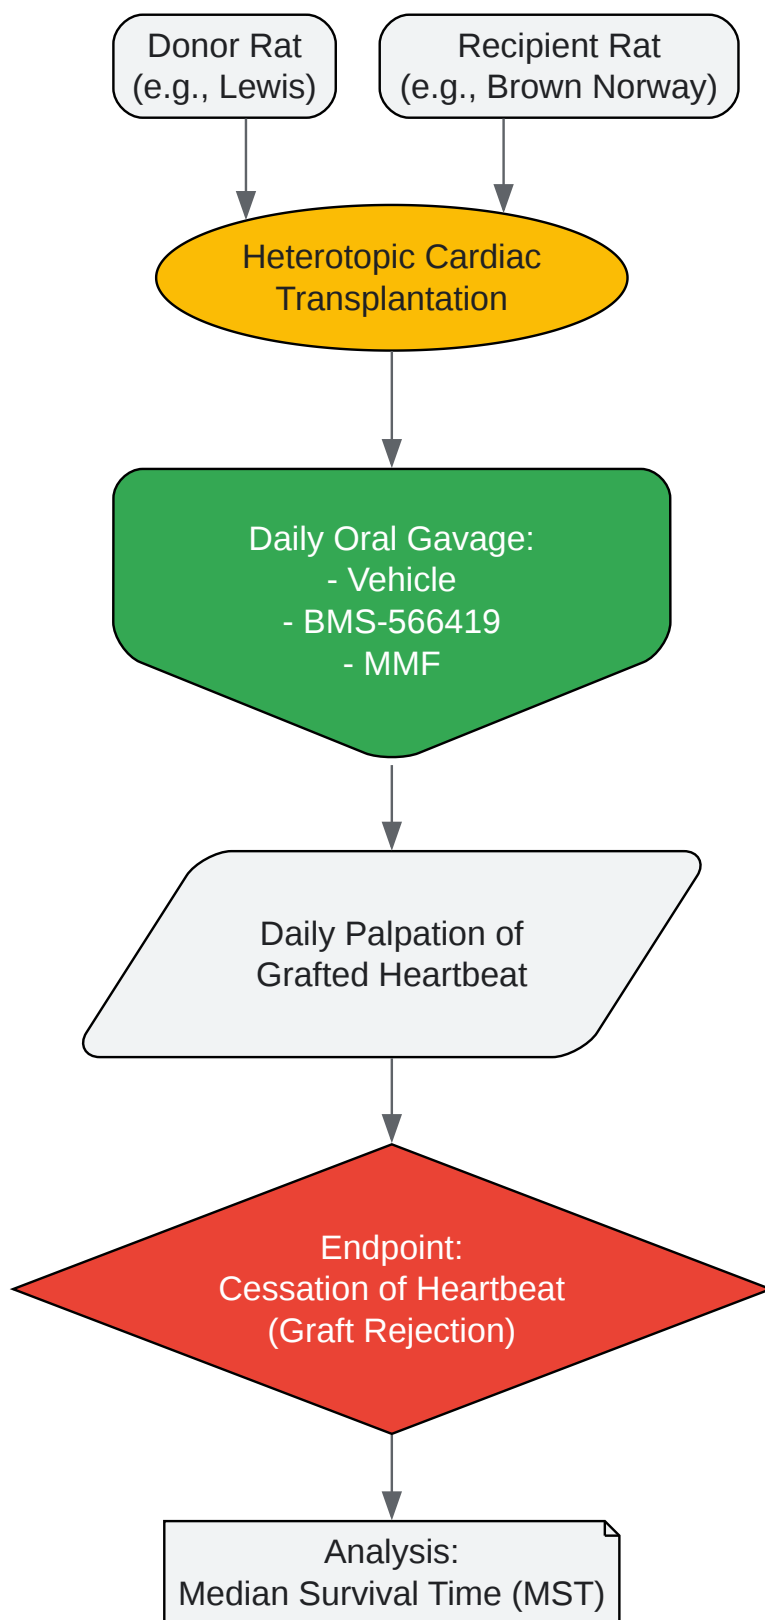 Donor Rat
(e.g., Lewis)
Recipient Rat
(e.g., Brown Norway)
Heterotopic Cardiac
Transplantation
Daily Oral Gavage:
- Vehicle
- BMS-566419
- MMF
Daily Palpation of
Grafted Heartbeat
Endpoint:
Cessation of Heartbeat
(Graft Rejection)
Analysis:
Median Survival Time (MST)